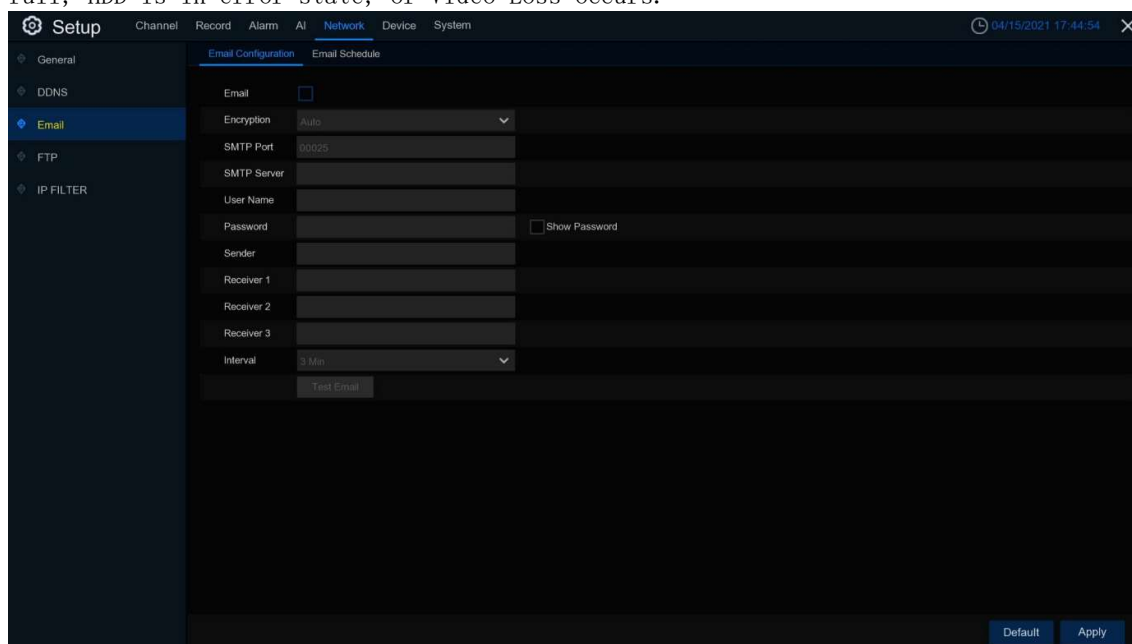 full, HDD is in error state, or Video Loss occurs.
Setup Channel Record Alarm AI Network Device System 04/15/2021 17:44:54
General
DDNS
Email
FTP
IP FILTER
Email Configuration Email Schedule
Email
Encryption Auto
SMTP Port 00025
SMTP Server
User Name
Password Show Password
Sender
Receiver 1
Receiver 2
Receiver 3
Interval 3 Min
Test Email
Default Apply